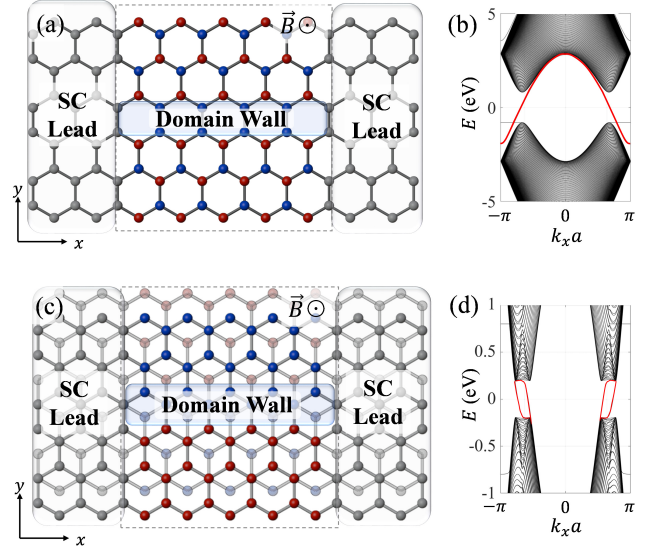 (a)
B⃗ ⊙
SC
Lead
Domain Wall
SC
Lead
y
x
(b)
E (eV)
5
0
-5
−π
0
π
kₓa
(c)
B⃗ ⊙
SC
Lead
Domain Wall
SC
Lead
y
x
(d)
E (eV)
1
0.5
0
-0.5
-1
−π
0
π
kₓa